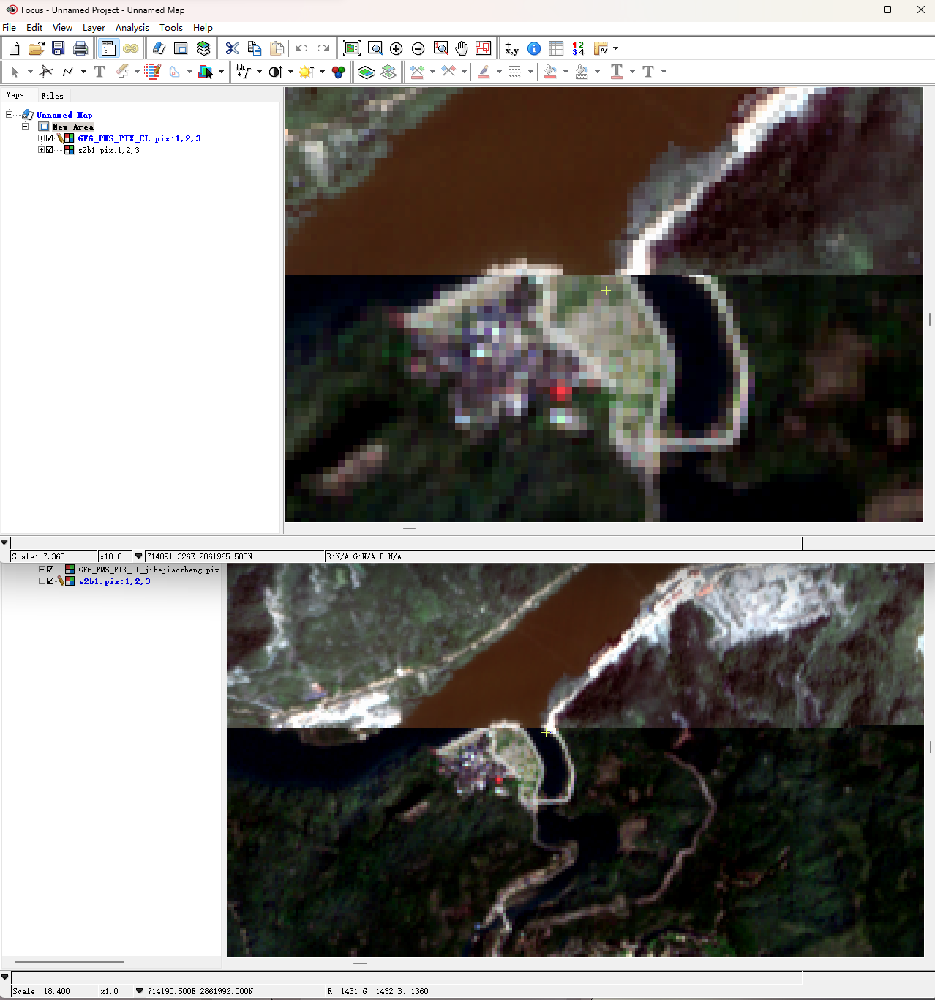 Focus - Unnamed Project - Unnamed Map
File Edit View Layer Analysis Tools Help
Maps Files
Unnamed Map
New Area
GF6_PMS_PIX_CL.pix:1,2,3
s2b1.pix:1,2,3
Scale: 7,360 x10.0 714091.326E 2861965.585N R:N/A G:N/A B:N/A
GF6_PMS_PIX_CL_jihejiaozheng.pix
s2b1.pix:1,2,3
Scale: 18,400 x1.0 714190.500E 2861992.000N R: 1431 G: 1432 B: 1360